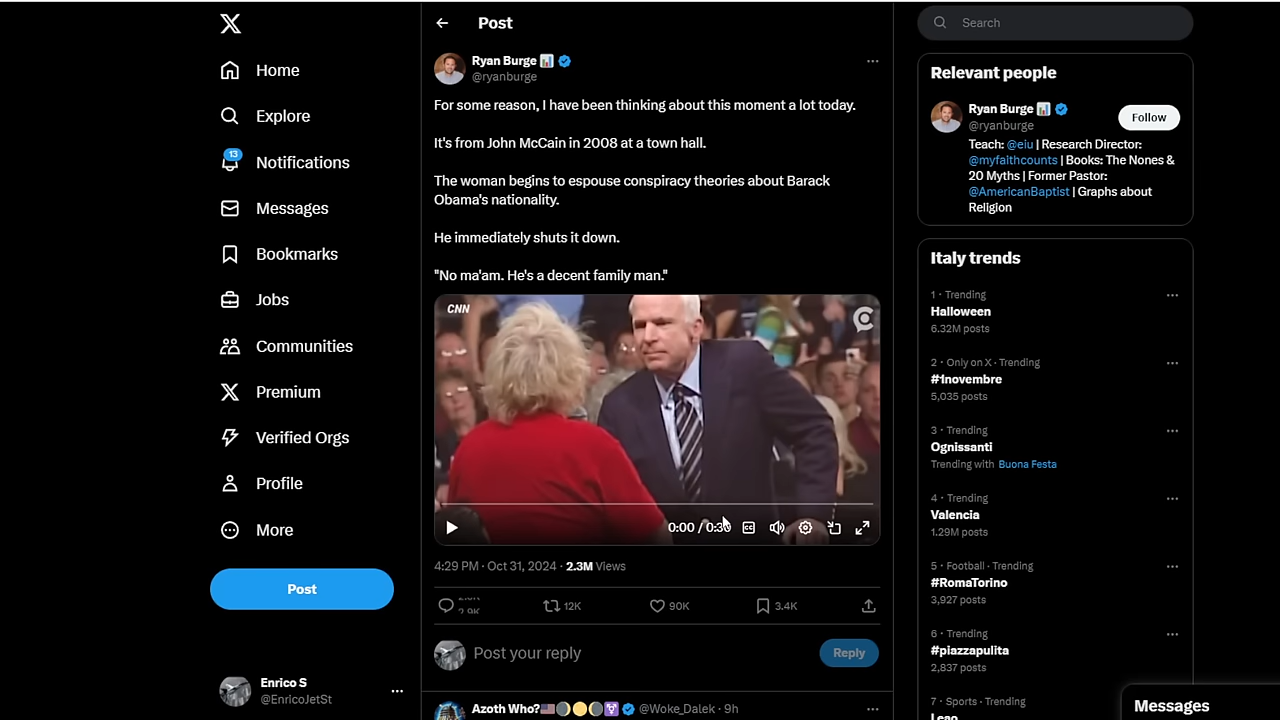 Post
Search
Ryan Burge
@ryanburge
For some reason, I have been thinking about this moment a lot today.
It's from John McCain in 2008 at a town hall.
The woman begins to espouse conspiracy theories about Barack
Obama's nationality.
He immediately shuts it down.
"No ma'am. He's a decent family man."
CNN
0:00 / 0:30
4:29 PM · Oct 31, 2024 · 2.3M Views
2.9K
12K
90K
3.4K
Post your reply
Reply
Azoth Who?
@Woke_Dalek · 9h
Home
Explore
13
Notifications
Messages
Bookmarks
Jobs
Communities
Premium
Verified Orgs
Profile
More
Post
Enrico S
@EnricoJetSt
Relevant people
Ryan Burge
@ryanburge
Follow
Teach: @eiu | Research Director:
@myfaithcounts | Books: The Nones &
20 Myths | Former Pastor:
@AmericanBaptist | Graphs about
Religion
Italy trends
1 · Trending
Halloween
6.32M posts
2 · Only on X · Trending
#1novembre
5,035 posts
3 · Trending
Ognissanti
Trending with Buona Festa
4 · Trending
Valencia
1.29M posts
5 · Football · Trending
#RomaTorino
3,927 posts
6 · Trending
#piazzapulita
2,837 posts
7 · Sports · Trending
Leao
Messages